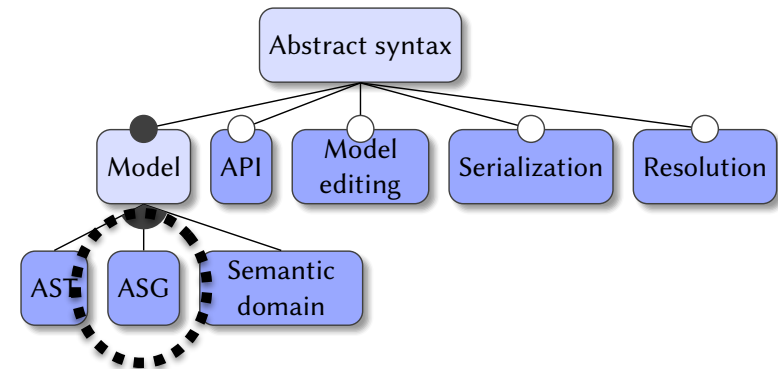 Abstract syntax
Model
API
Model
editing
Serialization
Resolution
AST
ASG
Semantic
domain